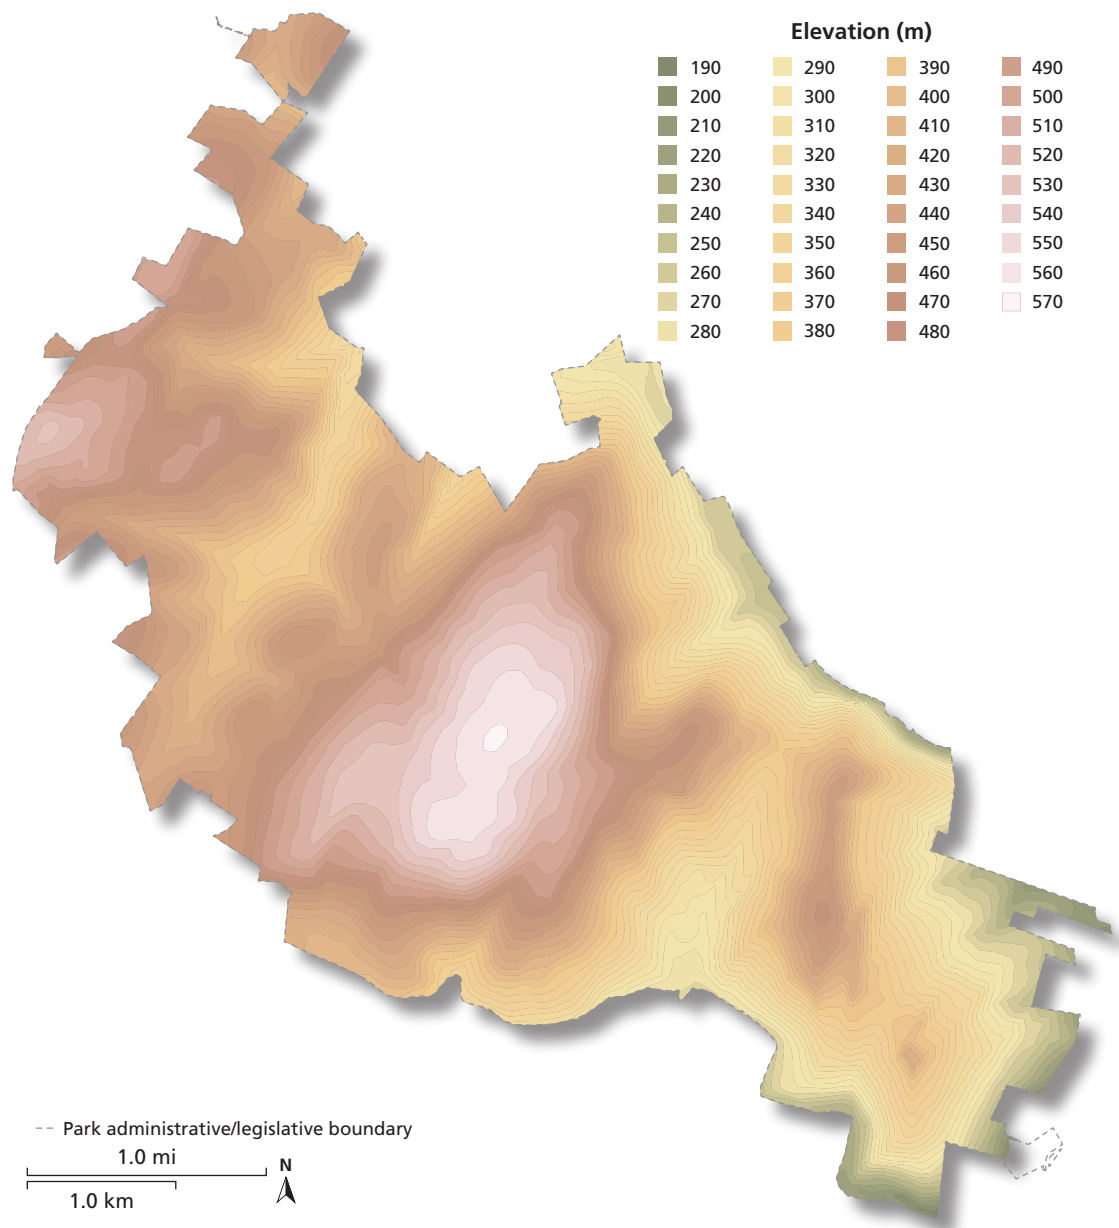 Elevation (m)
190 290 390 490
200 300 400 500
210 310 410 510
220 320 420 520
230 330 430 530
240 340 440 540
250 350 450 550
260 360 460 560
270 370 470 570
280 380 480
Park administrative/legislative boundary
1.0 mi
N
1.0 km